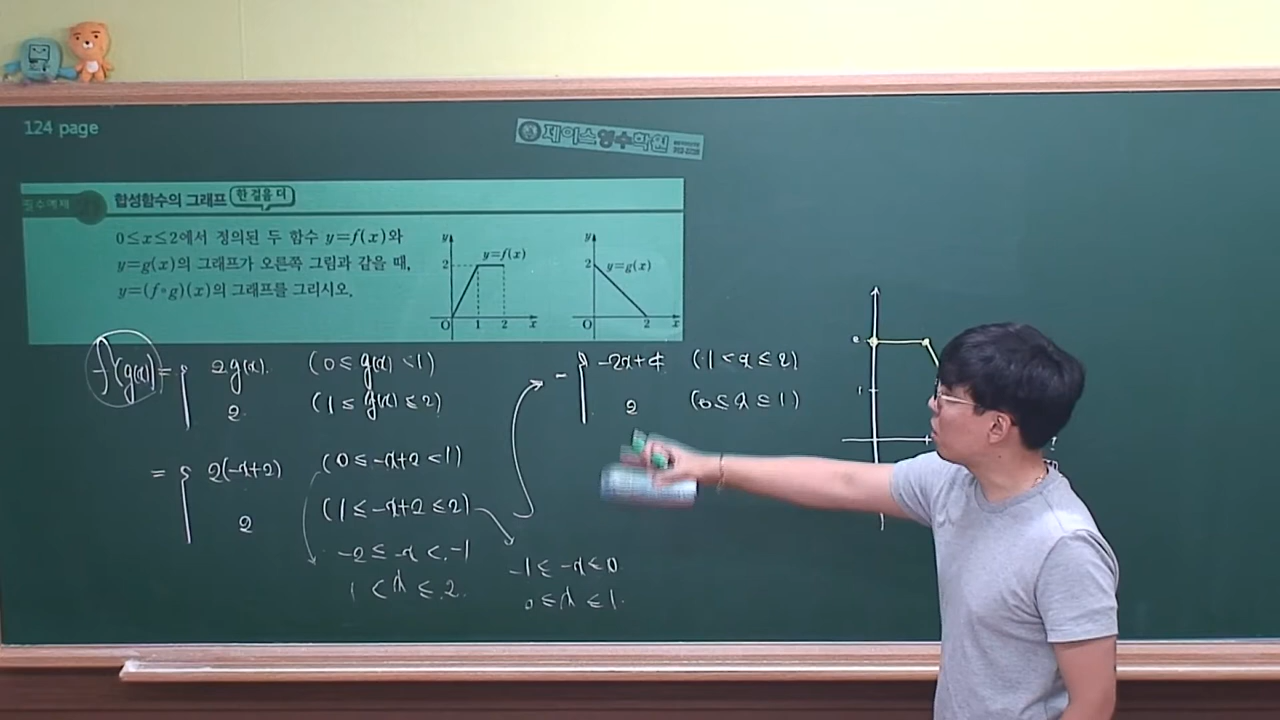 124 page
제이스영수학원
필수예제
합성함수의 그래프 한 걸음 더
0≤x≤2에서 정의된 두 함수 y=f(x)와
y=g(x)의 그래프가 오른쪽 그림과 같을 때,
y=(f∘g)(x)의 그래프를 그리시오.
y 2 y=f(x) O 1 2 x
y 2 y=g(x) O 2 x
f(g(x)) = { 2g(x). (0≤g(x)<1)
2 (1≤g(x)≤2)
= { 2(-x+2) (0≤-x+2<1)
2 (1≤-x+2≤2)
-2≤-x<-1
1<x≤2.
-1≤-x≤0
0≤x≤1.
= { -2x+4 (1<x≤2)
2 (0≤x≤1)
2
1